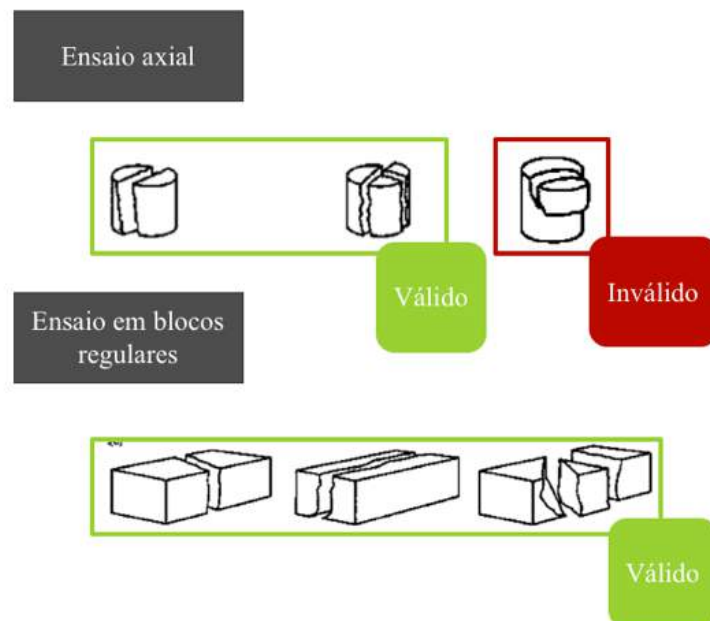 Ensaio axial
Válido
Inválido
Ensaio em blocos
regulares
Válido